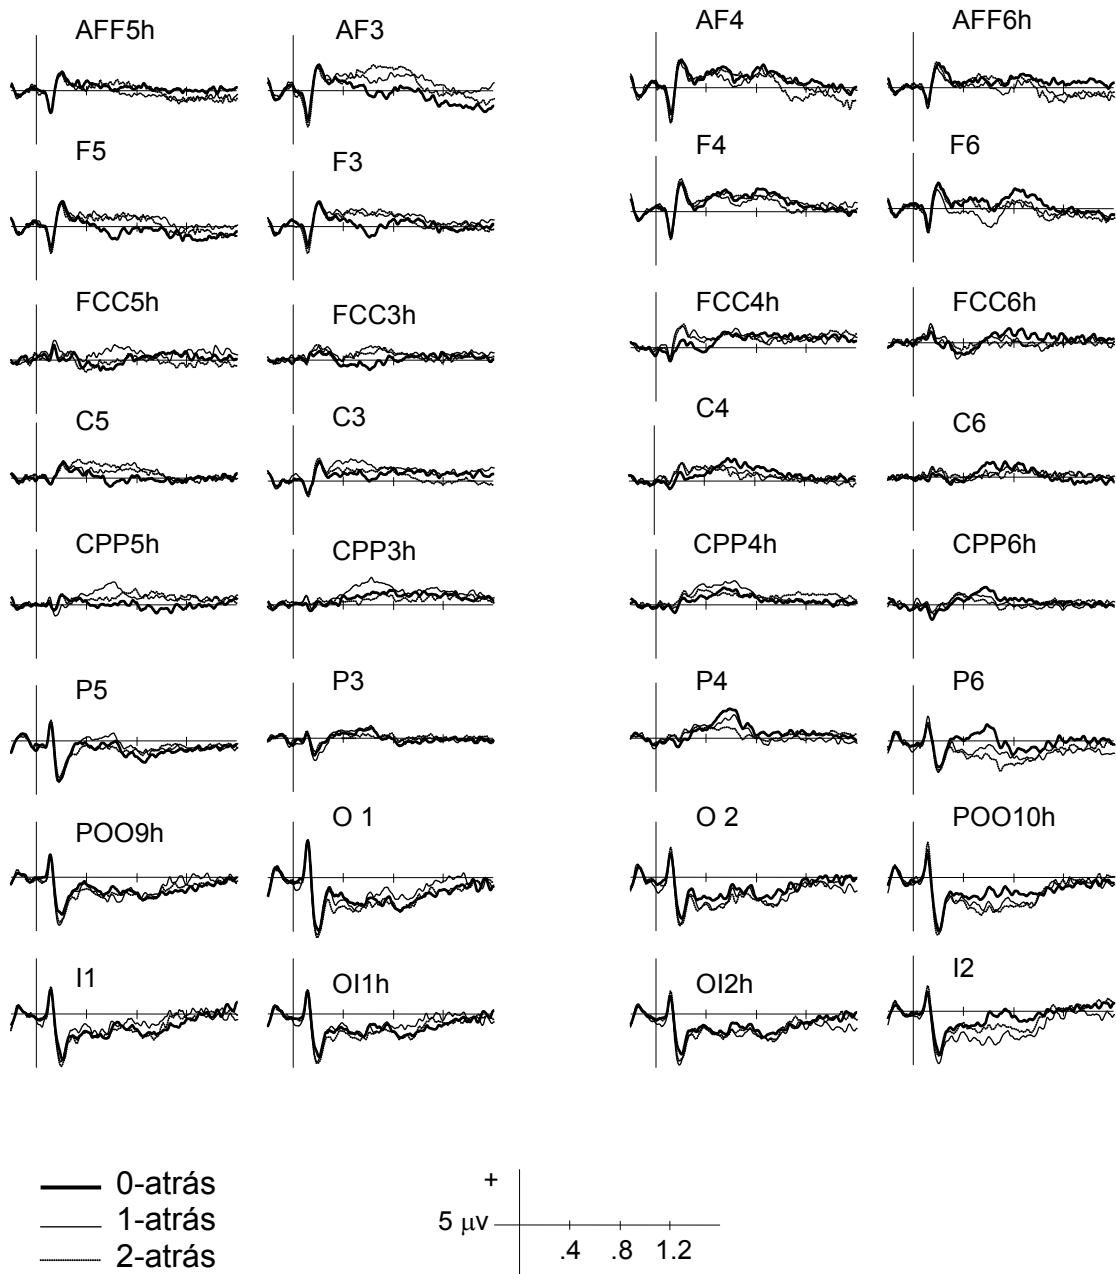 AFF5h AF3 AF4 AFF6h
F5 F3 F4 F6
FCC5h FCC3h FCC4h FCC6h
C5 C3 C4 C6
CPP5h CPP3h CPP4h CPP6h
P5 P3 P4 P6
POO9h O 1 O 2 POO10h
I1 OI1h OI2h I2
0-atrás
1-atrás
2-atrás
+
5 μv
.4 .8 1.2